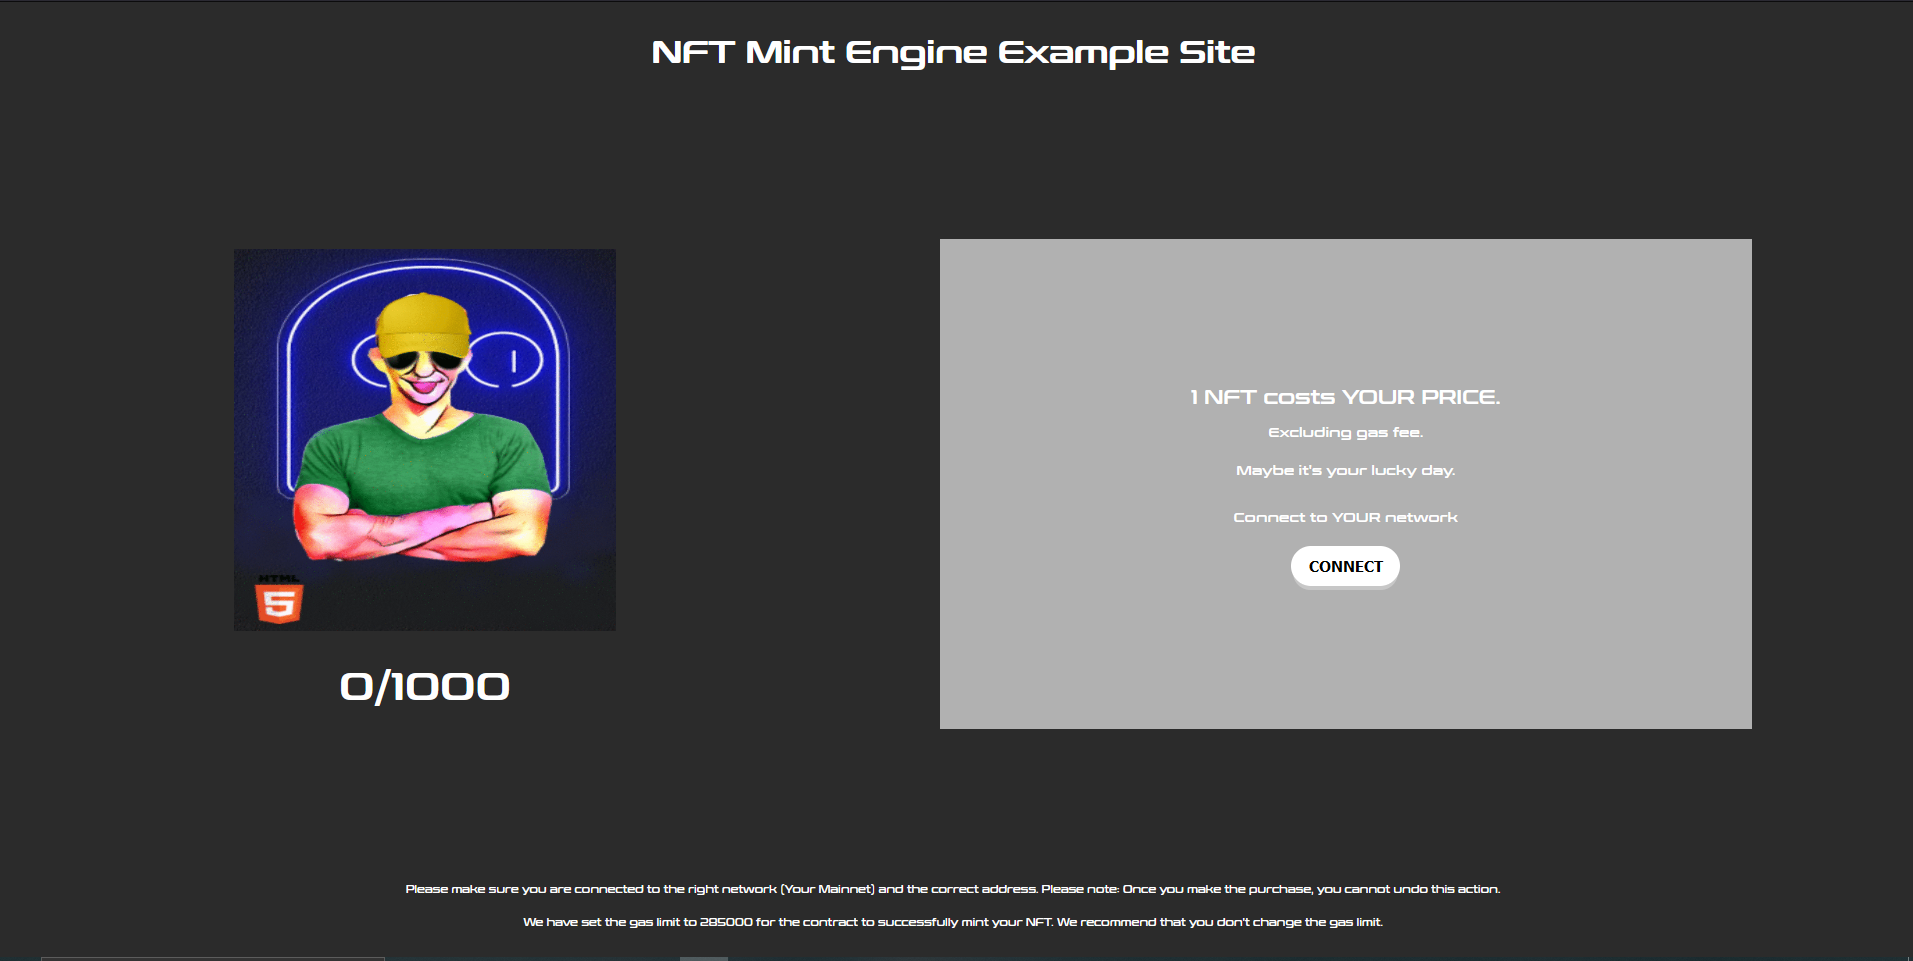 NFT Mint Engine Example Site
1 NFT costs YOUR PRICE.
Excluding gas fee.
Maybe it's your lucky day.
Connect to YOUR network
CONNECT
HTML
5
0/1000
Please make sure you are connected to the right network (Your Mainnet) and the correct address. Please note: Once you make the purchase, you cannot undo this action.
We have set the gas limit to 285000 for the contract to successfully mint your NFT. We recommend that you don't change the gas limit.